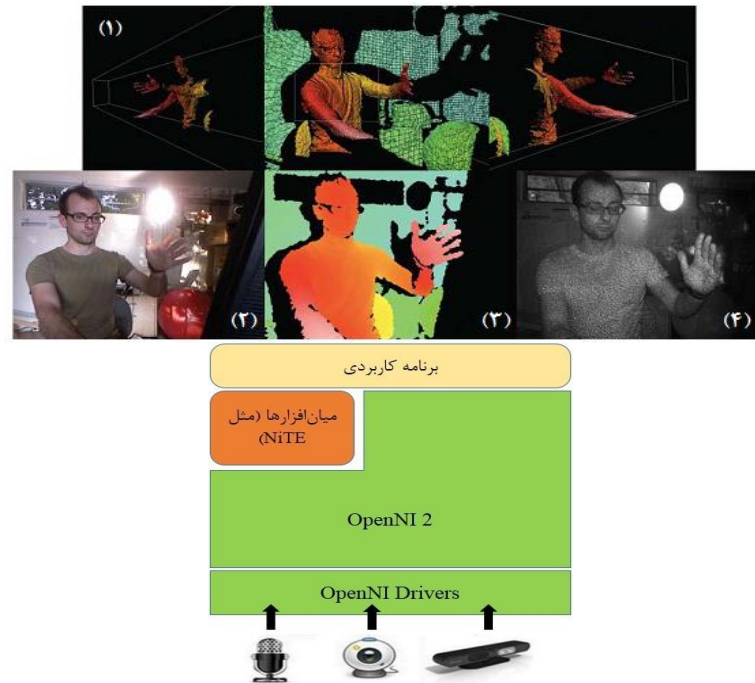 (۱)
(۲)
(۳)
(۴)
برنامه کاربردی
میان‌افزارها (مثل
NiTE)
OpenNI 2
OpenNI Drivers